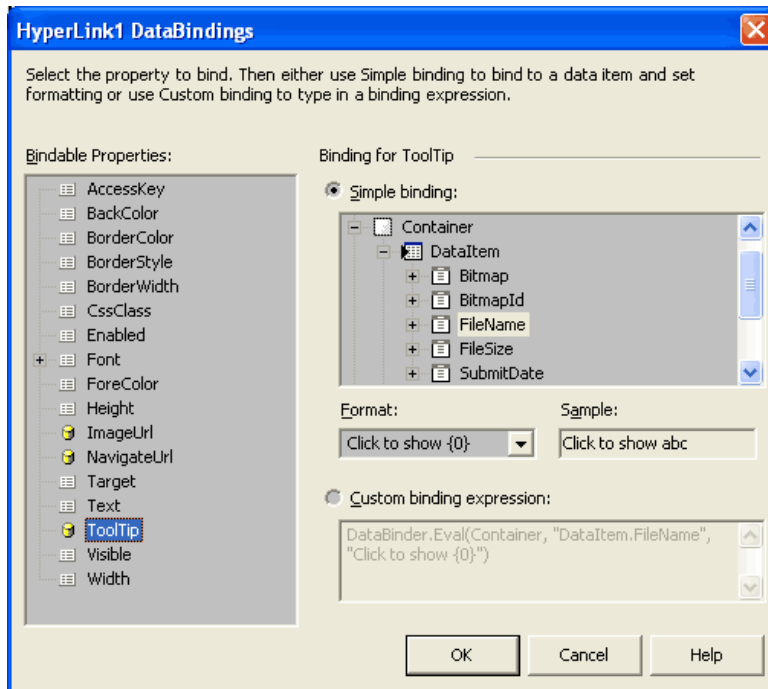 HyperLink1 DataBindings
Select the property to bind. Then either use Simple binding to bind to a data item and set
formatting or use Custom binding to type in a binding expression.
Bindable Properties:
AccessKey
BackColor
BorderColor
BorderStyle
BorderWidth
CssClass
Enabled
Font
ForeColor
Height
ImageUrl
NavigateUrl
Target
Text
ToolTip
Visible
Width
Binding for ToolTip
Simple binding:
Container
DataItem
Bitmap
BitmapId
FileName
FileSize
SubmitDate
Format:
Sample:
Click to show {0}
Click to show abc
Custom binding expression:
DataBinder.Eval(Container, "DataItem.FileName",
"Click to show {0}")
OK
Cancel
Help